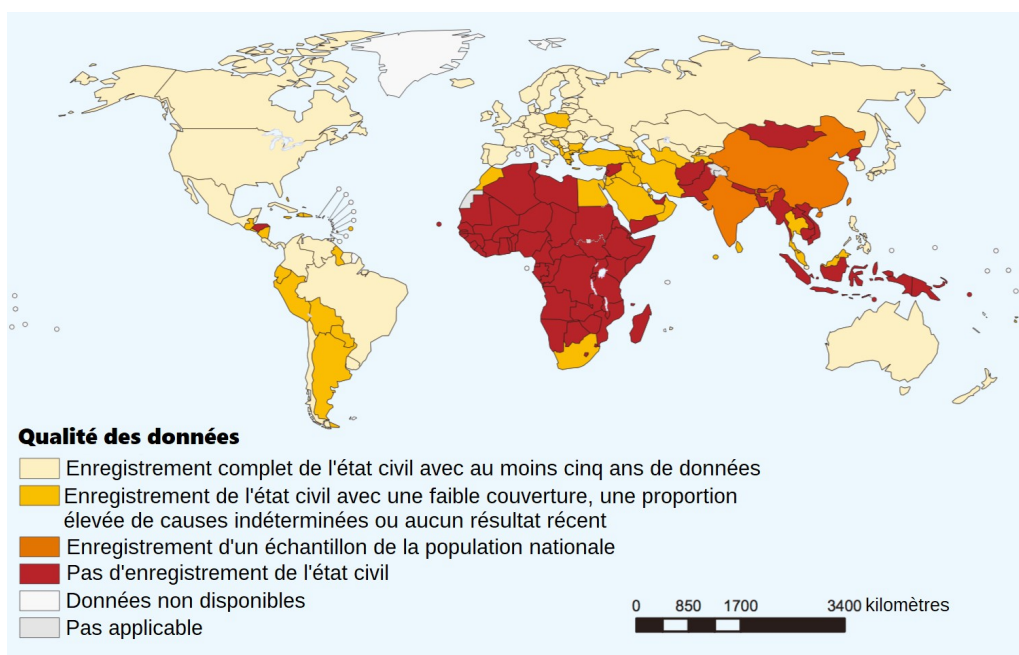 Qualité des données
Enregistrement complet de l'état civil avec au moins cinq ans de données
Enregistrement de l'état civil avec une faible couverture, une proportion
élevée de causes indéterminées ou aucun résultat récent
Enregistrement d'un échantillon de la population nationale
Pas d'enregistrement de l'état civil
Données non disponibles
Pas applicable
0 850 1700 3400 kilomètres